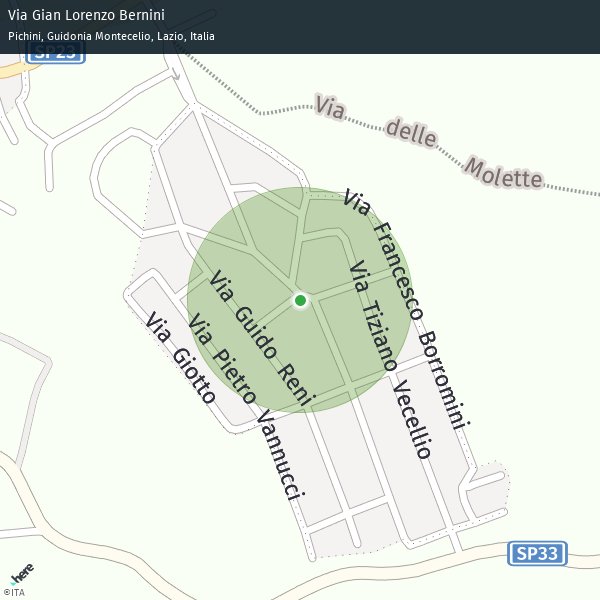 Via Gian Lorenzo Bernini
Pichini, Guidonia Montecelio, Lazio, Italia
SP23
Via delle Molette
Via Francesco Borromini
Via Tiziano Vecellio
Via Guido Reni
Via Pietro Vannucci
Via Giotto
SP33
here
©ITA